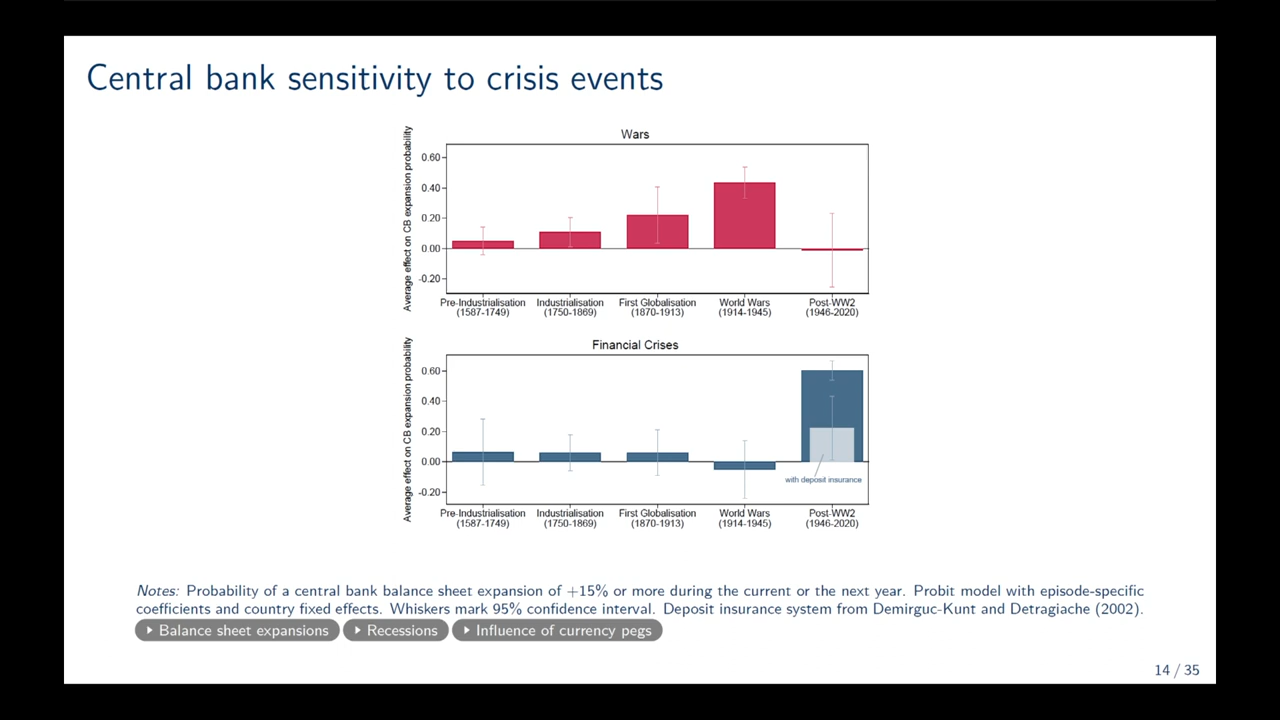 Central bank sensitivity to crisis events
Wars
Average effect on CB expansion probability
0.60
0.40
0.20
0.00
-0.20
Pre-Industrialisation
(1587-1749)
Industrialisation
(1750-1869)
First Globalisation
(1870-1913)
World Wars
(1914-1945)
Post-WW2
(1946-2020)
Financial Crises
Average effect on CB expansion probability
0.60
0.40
0.20
0.00
-0.20
with deposit insurance
Pre-Industrialisation
(1587-1749)
Industrialisation
(1750-1869)
First Globalisation
(1870-1913)
World Wars
(1914-1945)
Post-WW2
(1946-2020)
Notes: Probability of a central bank balance sheet expansion of +15% or more during the current or the next year. Probit model with episode-specific
coefficients and country fixed effects. Whiskers mark 95% confidence interval. Deposit insurance system from Demirguc-Kunt and Detragiache (2002).
Balance sheet expansions Recessions Influence of currency pegs
14 / 35